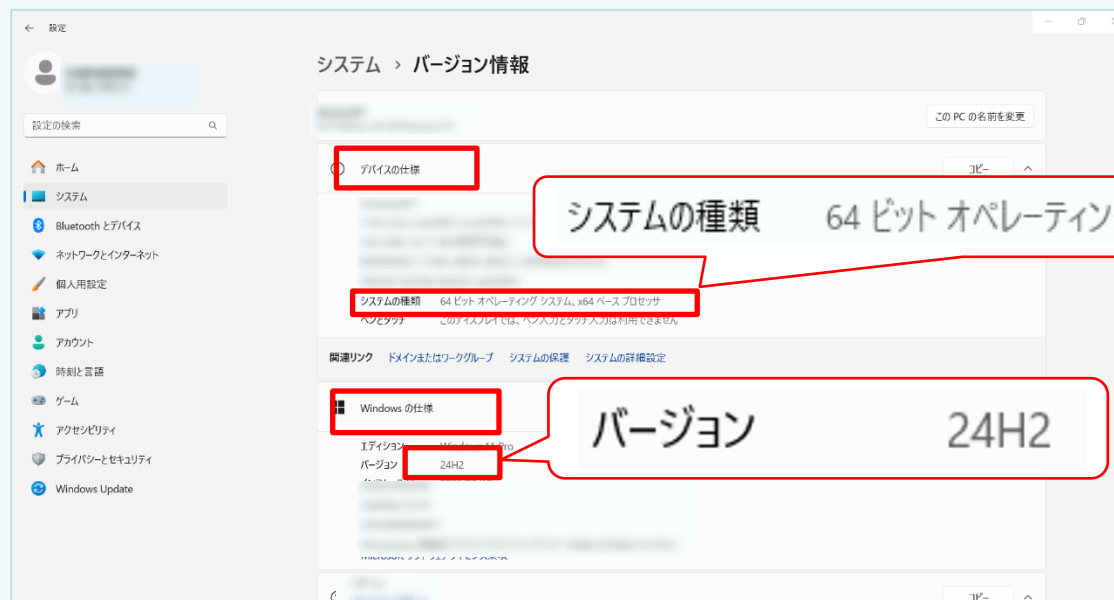 設定
システム › バージョン情報
設定の検索
このPCの名前を変更
ホーム
システム
Bluetooth とデバイス
ネットワークとインターネット
個人用設定
アプリ
アカウント
時刻と言語
ゲーム
アクセシビリティ
プライバシーとセキュリティ
Windows Update
デバイスの仕様
コピー
システムの種類 64 ビット オペレーティン
システムの種類 64 ビット オペレーティング システム、x64 ベース プロセッサ
ペンとタッチ このディスプレイでは、ペン入力とタッチ入力は利用できません
関連リンク ドメインまたはワークグループ システムの保護 システムの詳細設定
Windows の仕様
エディション Windows 11 Pro
バージョン 24H2
バージョン 24H2
コピー